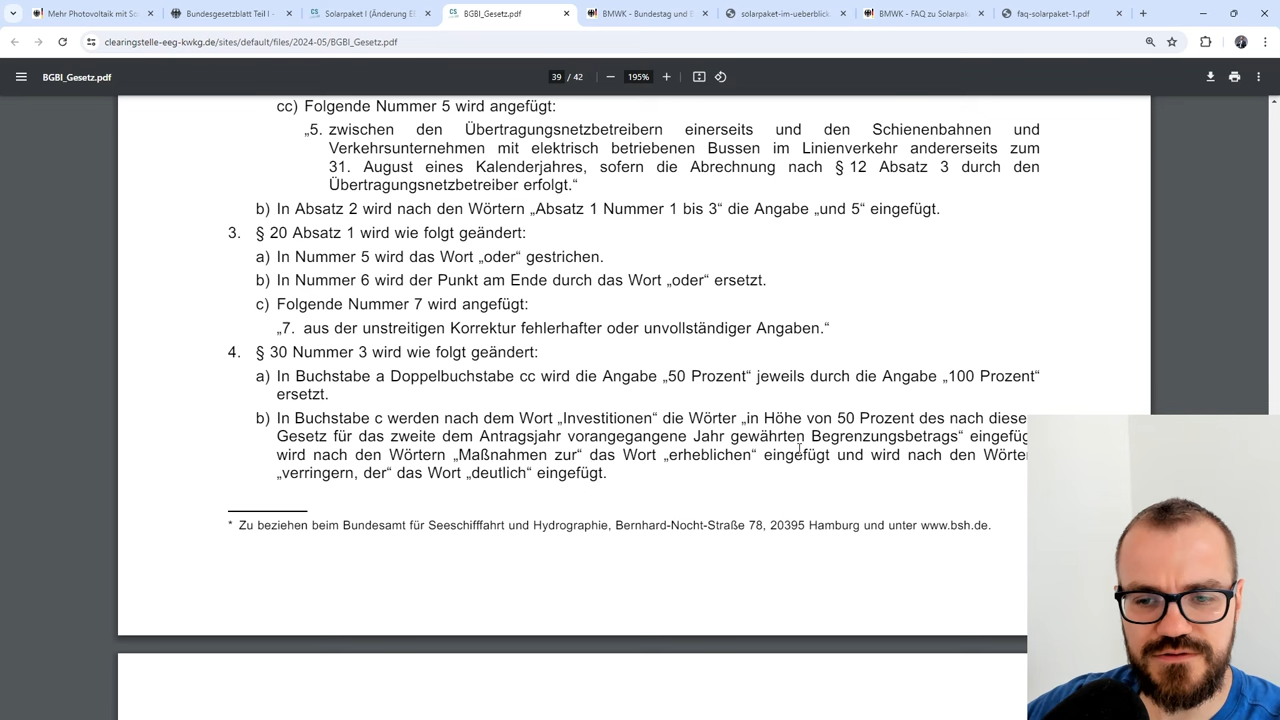 Mehr Photovoltaik mit So
Bundesgesetzblatt Teil I -
Solarpaket I (Änderung EE
BGBl_Gesetz.pdf
BMWK - Bundestag und B
solarpaket-im-ueberblick.
BMWK - FAQ zu Solarpak
faq-solarpaket-1.pdf
clearingstelle-eeg-kwkg.de/sites/default/files/2024-05/BGBl_Gesetz.pdf
BGBl_Gesetz.pdf
39 / 42
195%
cc) Folgende Nummer 5 wird angefügt:
„5. zwischen den Übertragungsnetzbetreibern einerseits und den Schienenbahnen und
Verkehrsunternehmen mit elektrisch betriebenen Bussen im Linienverkehr andererseits zum
31. August eines Kalenderjahres, sofern die Abrechnung nach § 12 Absatz 3 durch den
Übertragungsnetzbetreiber erfolgt.“
b) In Absatz 2 wird nach den Wörtern „Absatz 1 Nummer 1 bis 3“ die Angabe „und 5“ eingefügt.
3. § 20 Absatz 1 wird wie folgt geändert:
a) In Nummer 5 wird das Wort „oder“ gestrichen.
b) In Nummer 6 wird der Punkt am Ende durch das Wort „oder“ ersetzt.
c) Folgende Nummer 7 wird angefügt:
„7. aus der unstreitigen Korrektur fehlerhafter oder unvollständiger Angaben.“
4. § 30 Nummer 3 wird wie folgt geändert:
a) In Buchstabe a Doppelbuchstabe cc wird die Angabe „50 Prozent“ jeweils durch die Angabe „100 Prozent“
ersetzt.
b) In Buchstabe c werden nach dem Wort „Investitionen“ die Wörter „in Höhe von 50 Prozent des nach diese
Gesetz für das zweite dem Antragsjahr vorangegangene Jahr gewährten Begrenzungsbetrags“ eingefüg
wird nach den Wörtern „Maßnahmen zur“ das Wort „erheblichen“ eingefügt und wird nach den Wörter
„verringern, der“ das Wort „deutlich“ eingefügt.
* Zu beziehen beim Bundesamt für Seeschifffahrt und Hydrographie, Bernhard-Nocht-Straße 78, 20395 Hamburg und unter www.bsh.de.